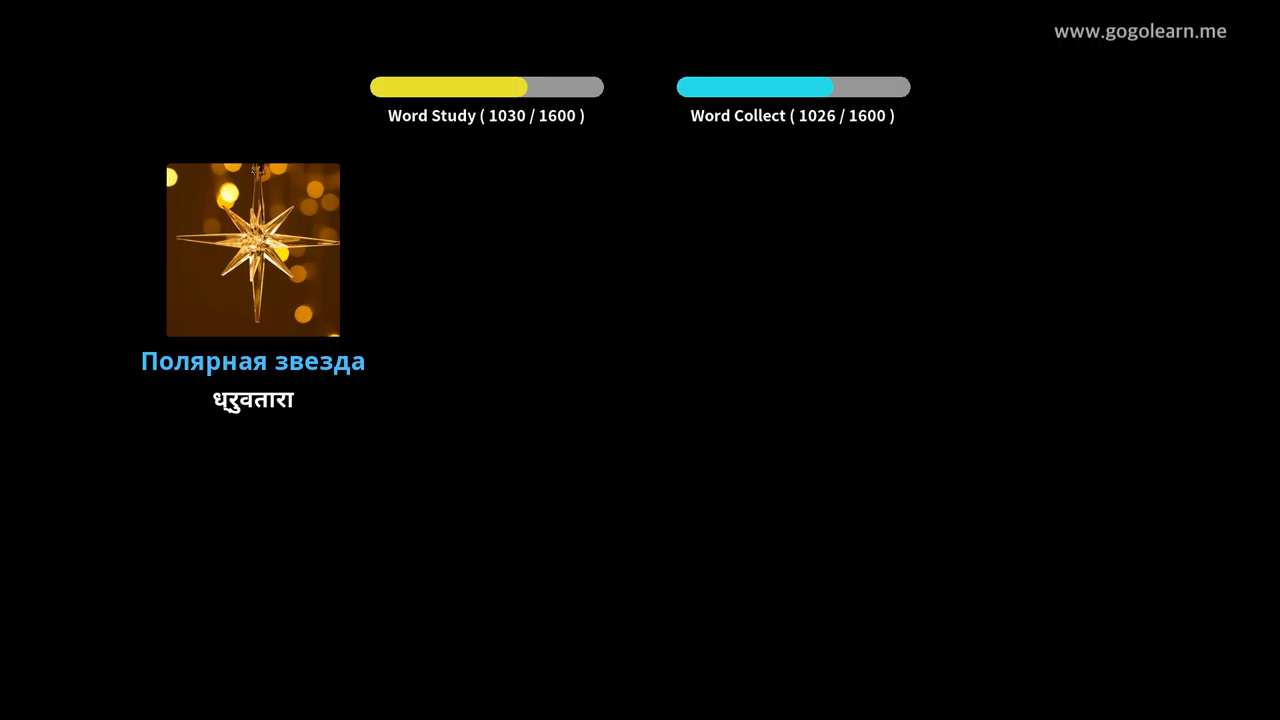 www.gogolearn.me
Word Study ( 1030 / 1600 )
Word Collect ( 1026 / 1600 )
Полярная звезда
ध्रुवतारा